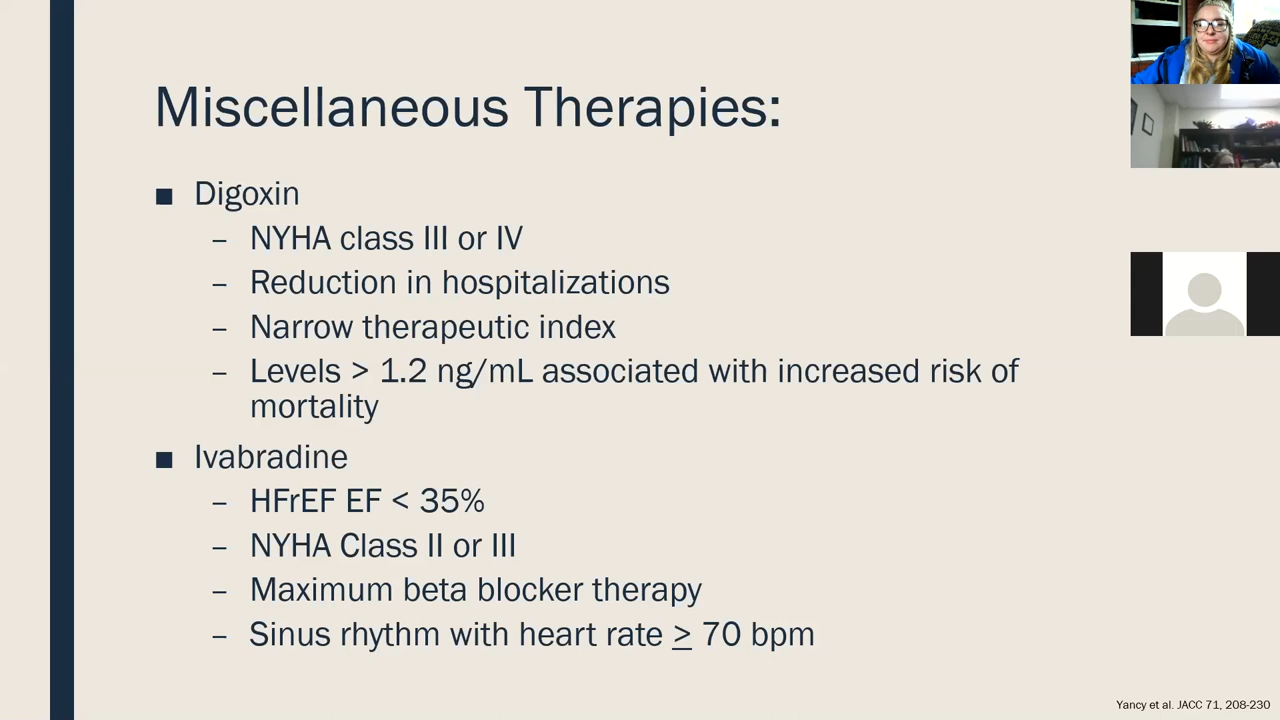 Miscellaneous Therapies:
■ Digoxin
– NYHA class III or IV
– Reduction in hospitalizations
– Narrow therapeutic index
– Levels > 1.2 ng/mL associated with increased risk of
mortality
■ Ivabradine
– HFrEF EF < 35%
– NYHA Class II or III
– Maximum beta blocker therapy
– Sinus rhythm with heart rate ≥ 70 bpm
Yancy et al. JACC 71, 208-230